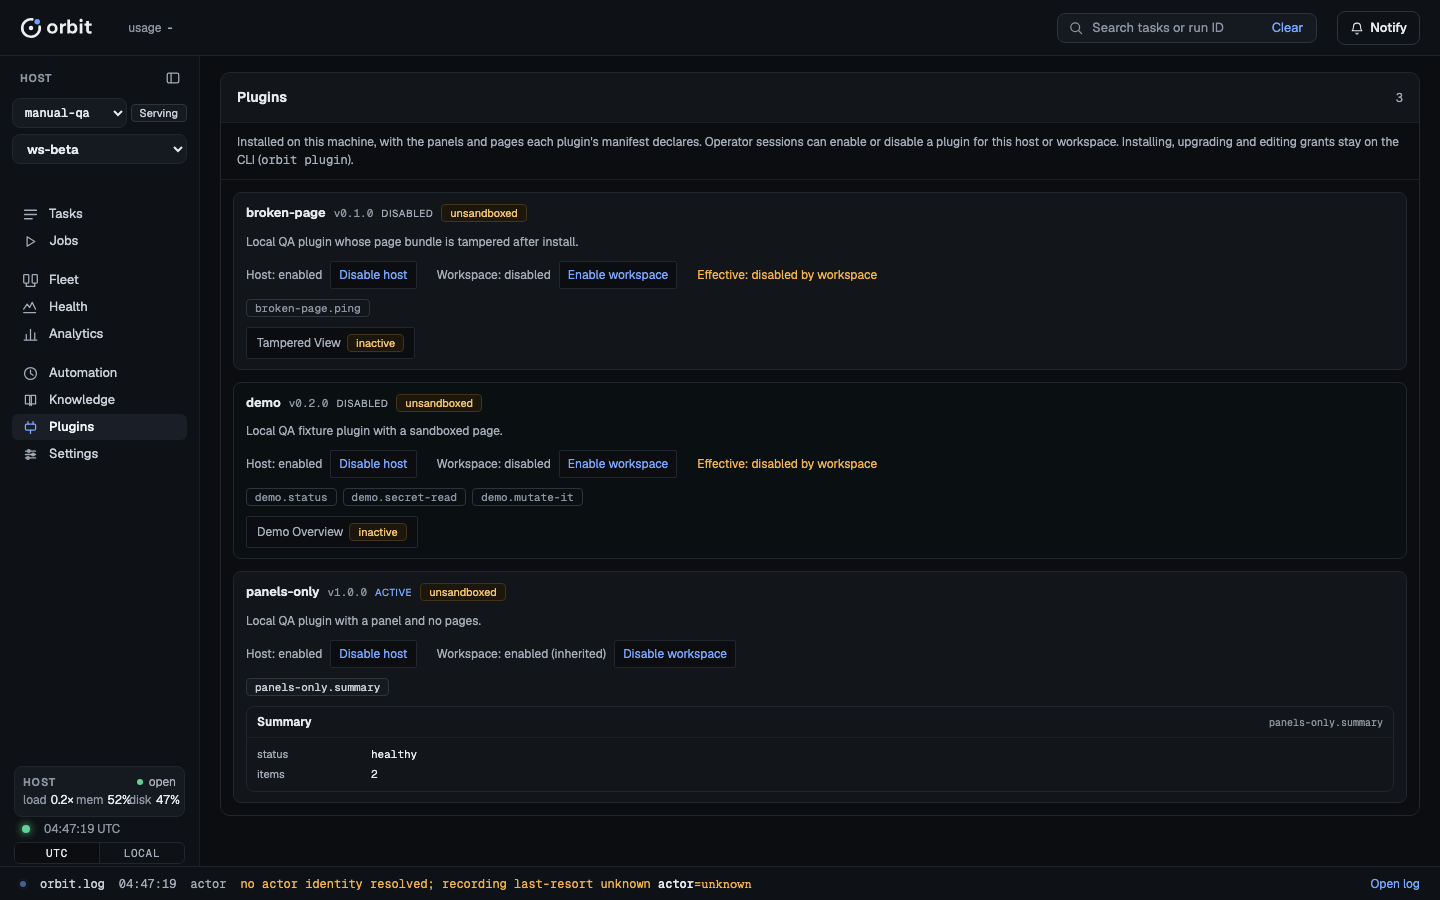 orbit
usage -
Search tasks or run ID
Clear
Notify
HOST
manual-qa
Serving
ws-beta
Tasks
Jobs
Fleet
Health
Analytics
Automation
Knowledge
Plugins
Settings
HOST
open
load 0.2× mem 52% disk 47%
04:47:19 UTC
UTC
LOCAL
Plugins
3
Installed on this machine, with the panels and pages each plugin's manifest declares. Operator sessions can enable or disable a plugin for this host or workspace. Installing, upgrading and editing grants stay on the
CLI (orbit plugin).
broken-page v0.1.0 DISABLED unsandboxed
Local QA plugin whose page bundle is tampered after install.
Host: enabled Disable host Workspace: disabled Enable workspace Effective: disabled by workspace
broken-page.ping
Tampered View inactive
demo v0.2.0 DISABLED unsandboxed
Local QA fixture plugin with a sandboxed page.
Host: enabled Disable host Workspace: disabled Enable workspace Effective: disabled by workspace
demo.status demo.secret-read demo.mutate-it
Demo Overview inactive
panels-only v1.0.0 ACTIVE unsandboxed
Local QA plugin with a panel and no pages.
Host: enabled Disable host Workspace: enabled (inherited) Disable workspace
panels-only.summary
Summary panels-only.summary
status healthy
items 2
orbit.log 04:47:19 actor no actor identity resolved; recording last-resort unknown actor=unknown
Open log